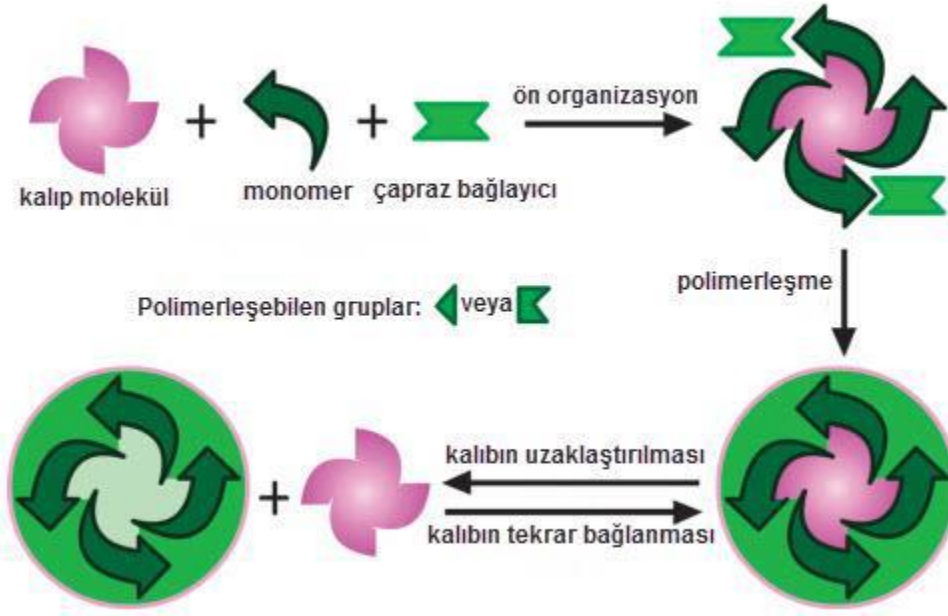 ön organizasyon
kalıp molekül
monomer
çapraz bağlayıcı
polimerleşme
Polimerleşebilen gruplar: veya
kalıbın uzaklaştırılması
kalıbın tekrar bağlanması